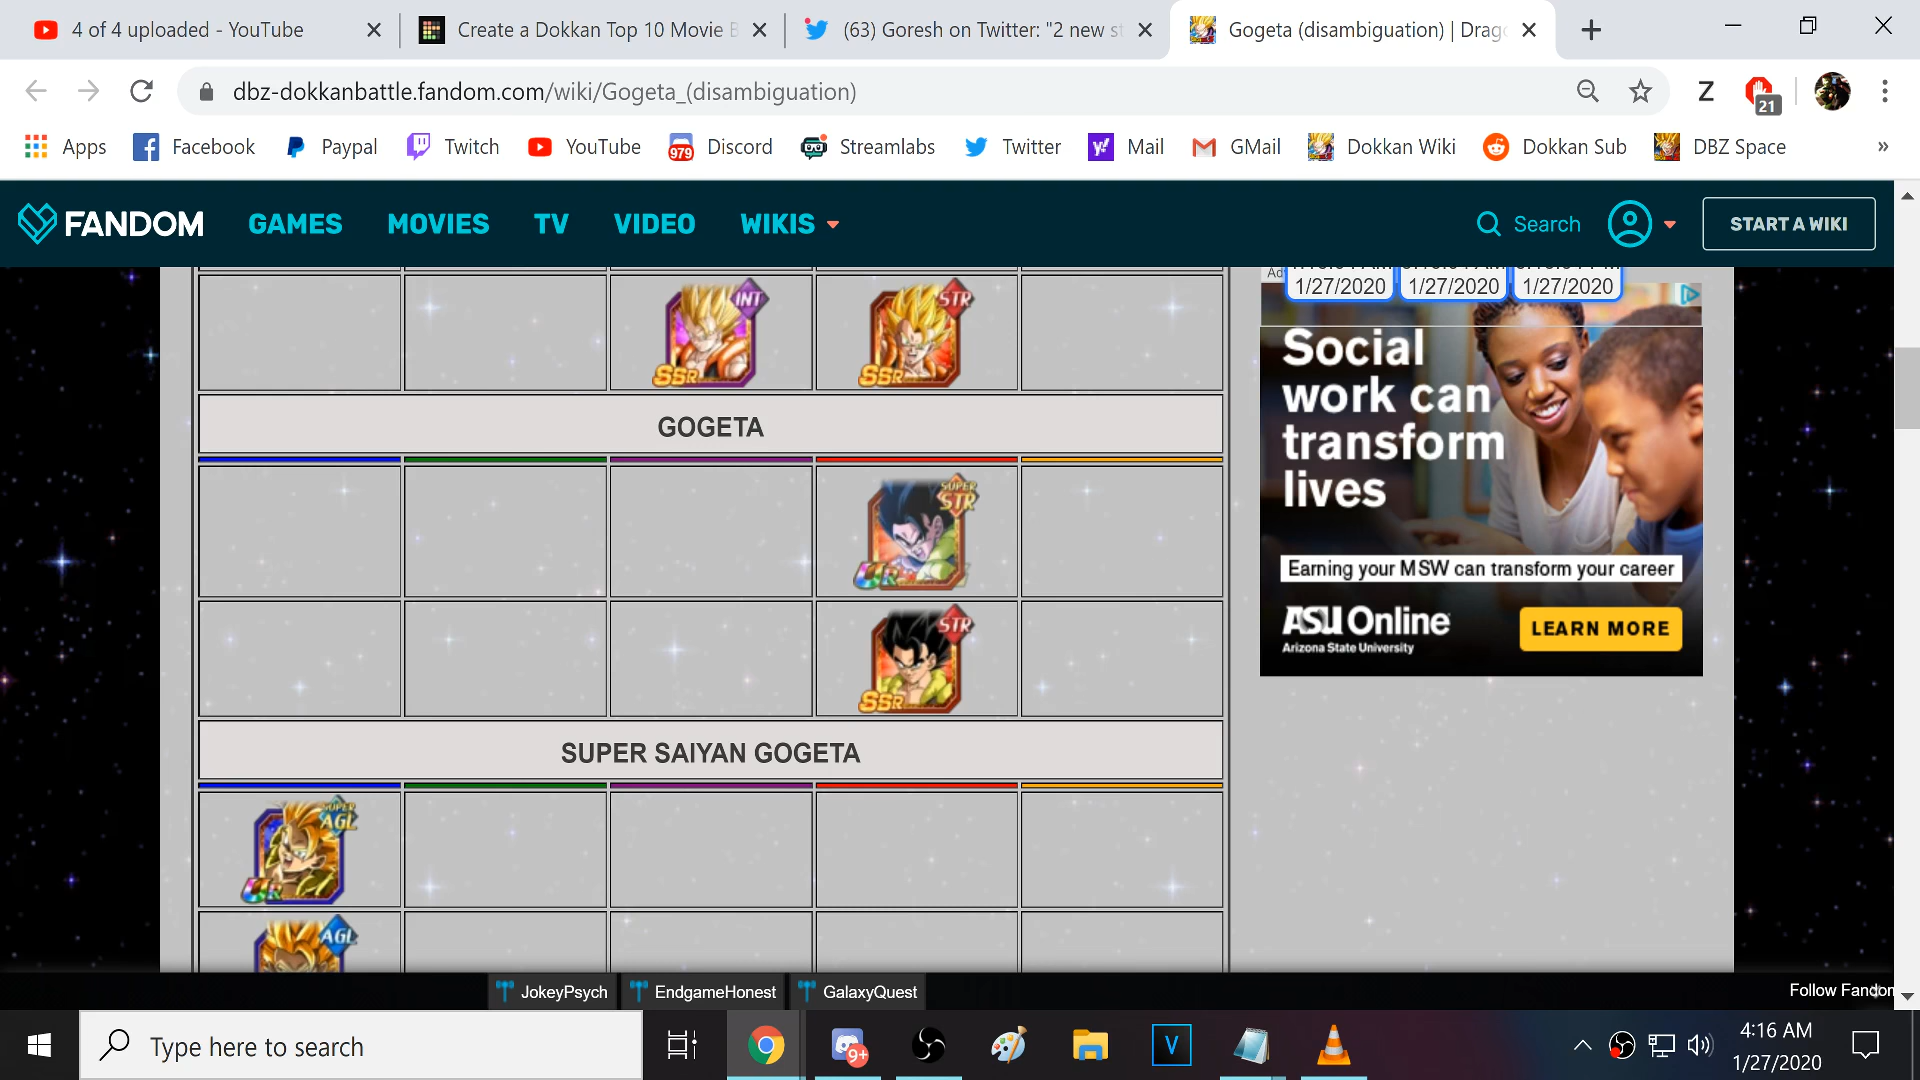 4 of 4 uploaded - YouTube
Create a Dokkan Top 10 Movie B
(63) Goresh on Twitter: "2 new st
Gogeta (disambiguation) | Drago
dbz-dokkanbattle.fandom.com/wiki/Gogeta_(disambiguation)
Z
21
Apps
Facebook
Paypal
Twitch
YouTube
979
Discord
Streamlabs
Twitter
Mail
GMail
Dokkan Wiki
Dokkan Sub
DBZ Space
»
FANDOM
GAMES
MOVIES
TV
VIDEO
WIKIS
Search
START A WIKI
Ad
1/27/2020
1/27/2020
1/27/2020
INT
SSR
STR
SSR
GOGETA
SUPER
STR
UR
STR
SSR
SUPER SAIYAN GOGETA
SUPER
AGL
UR
AGL
Social
work can
transform
lives
Earning your MSW can transform your career
ASU Online
Arizona State University
LEARN MORE
JokeyPsych
EndgameHonest
GalaxyQuest
Follow Fandom
Type here to search
9+
V
4:16 AM
1/27/2020